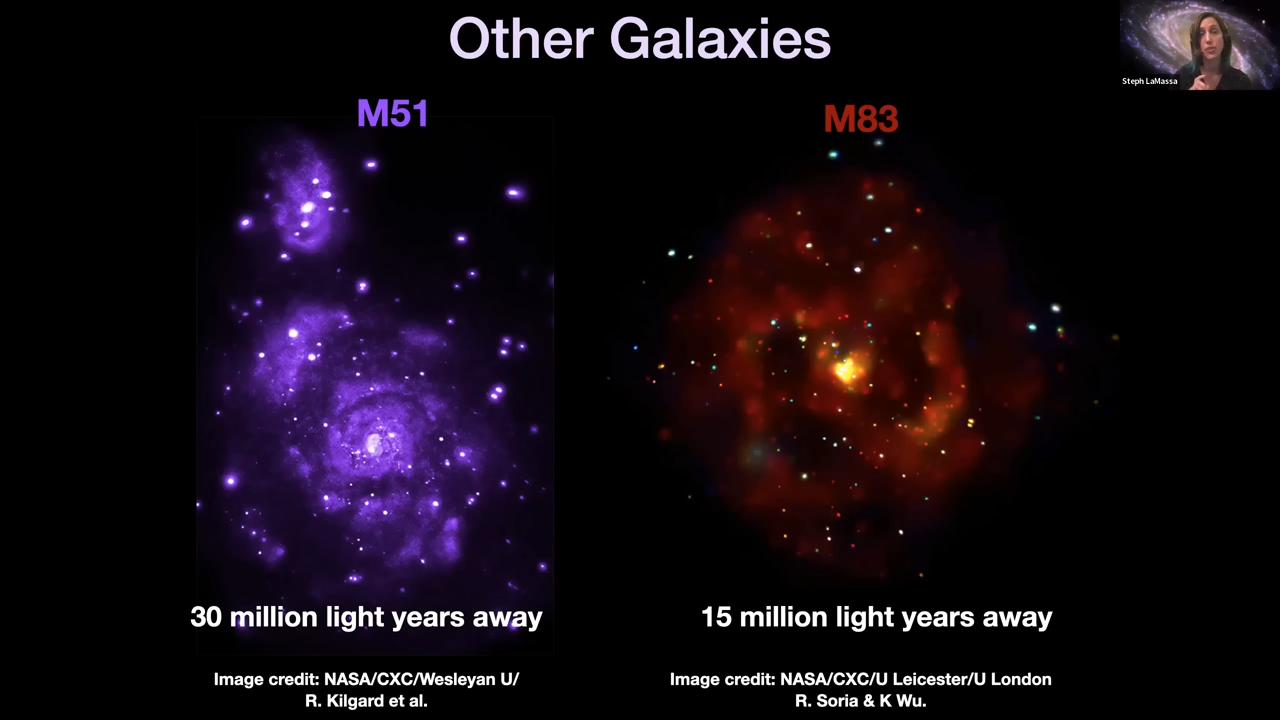 Other Galaxies
Steph LaMassa
M51
M83
30 million light years away
15 million light years away
Image credit: NASA/CXC/Wesleyan U/
R. Kilgard et al.
Image credit: NASA/CXC/U Leicester/U London
R. Soria & K Wu.